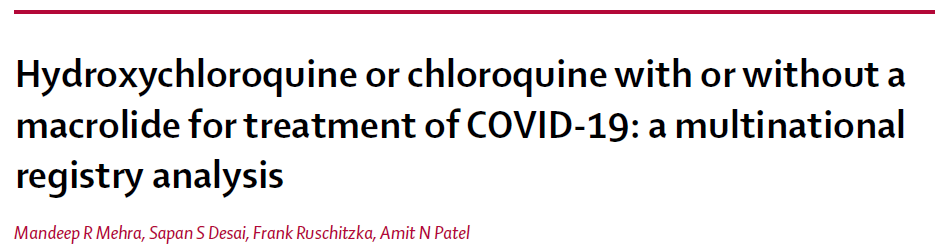 Hydroxychloroquine or chloroquine with or without a
macrolide for treatment of COVID-19: a multinational
registry analysis
Mandeep R Mehra, Sapan S Desai, Frank Ruschitzka, Amit N Patel